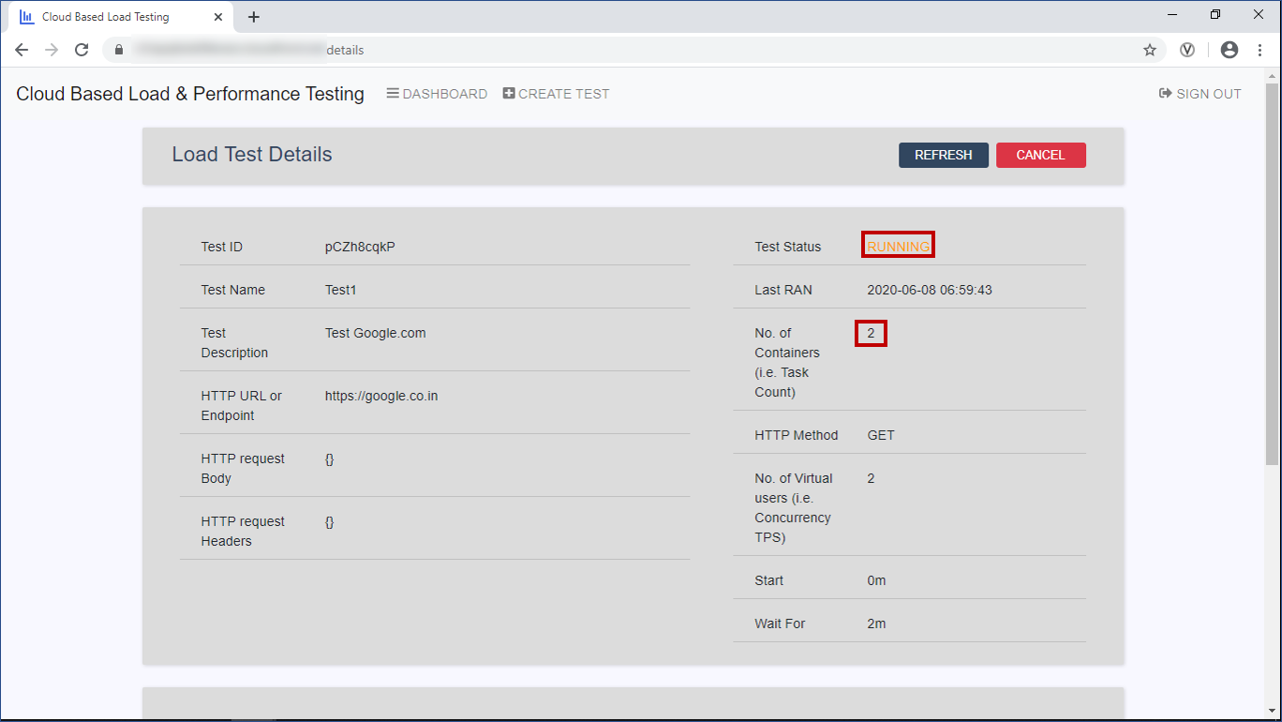 Cloud Based Load Testing
details
Cloud Based Load & Performance Testing
DASHBOARD
CREATE TEST
SIGN OUT
Load Test Details
REFRESH
CANCEL
Test ID
pCZh8cqkP
Test Name
Test1
Test
Description
Test Google.com
HTTP URL or
Endpoint
https://google.co.in
HTTP request
Body
{}
HTTP request
Headers
{}
Test Status
RUNNING
Last RAN
2020-06-08 06:59:43
No. of
Containers
(i.e. Task
Count)
2
HTTP Method
GET
No. of Virtual
users (i.e.
Concurrency
TPS)
2
Start
0m
Wait For
2m